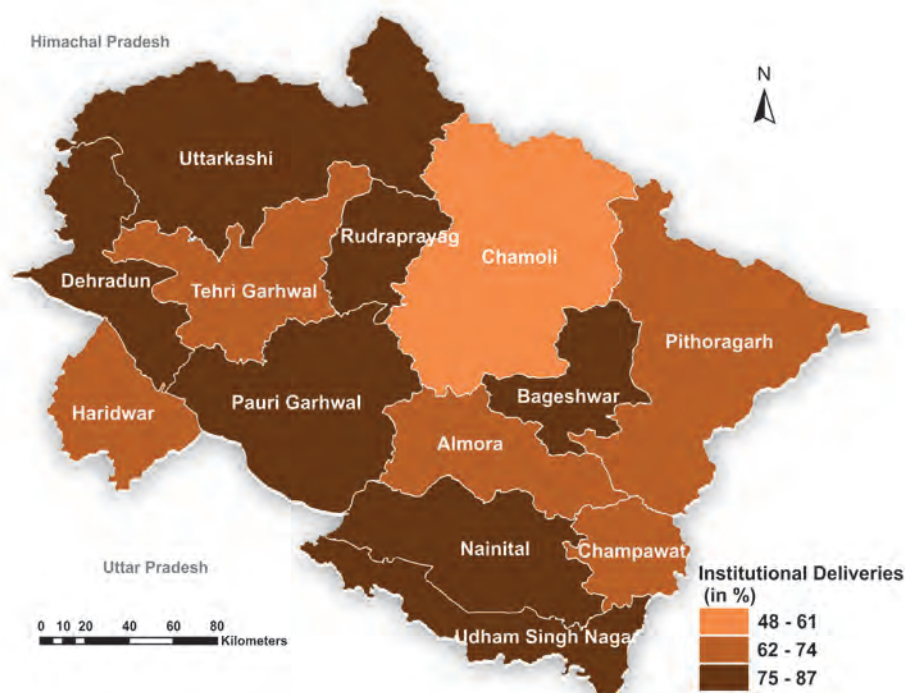 Himachal Pradesh
N
Uttarkashi
Rudraprayag
Chamoli
Dehradun
Tehri Garhwal
Pithoragarh
Pauri Garhwal
Bageshwar
Haridwar
Almora
Nainital
Champawat
Uttar Pradesh
Udham Singh Nagar
0 10 20 40 60 80
Kilometers
Institutional Deliveries
(in %)
48 - 61
62 - 74
75 - 87